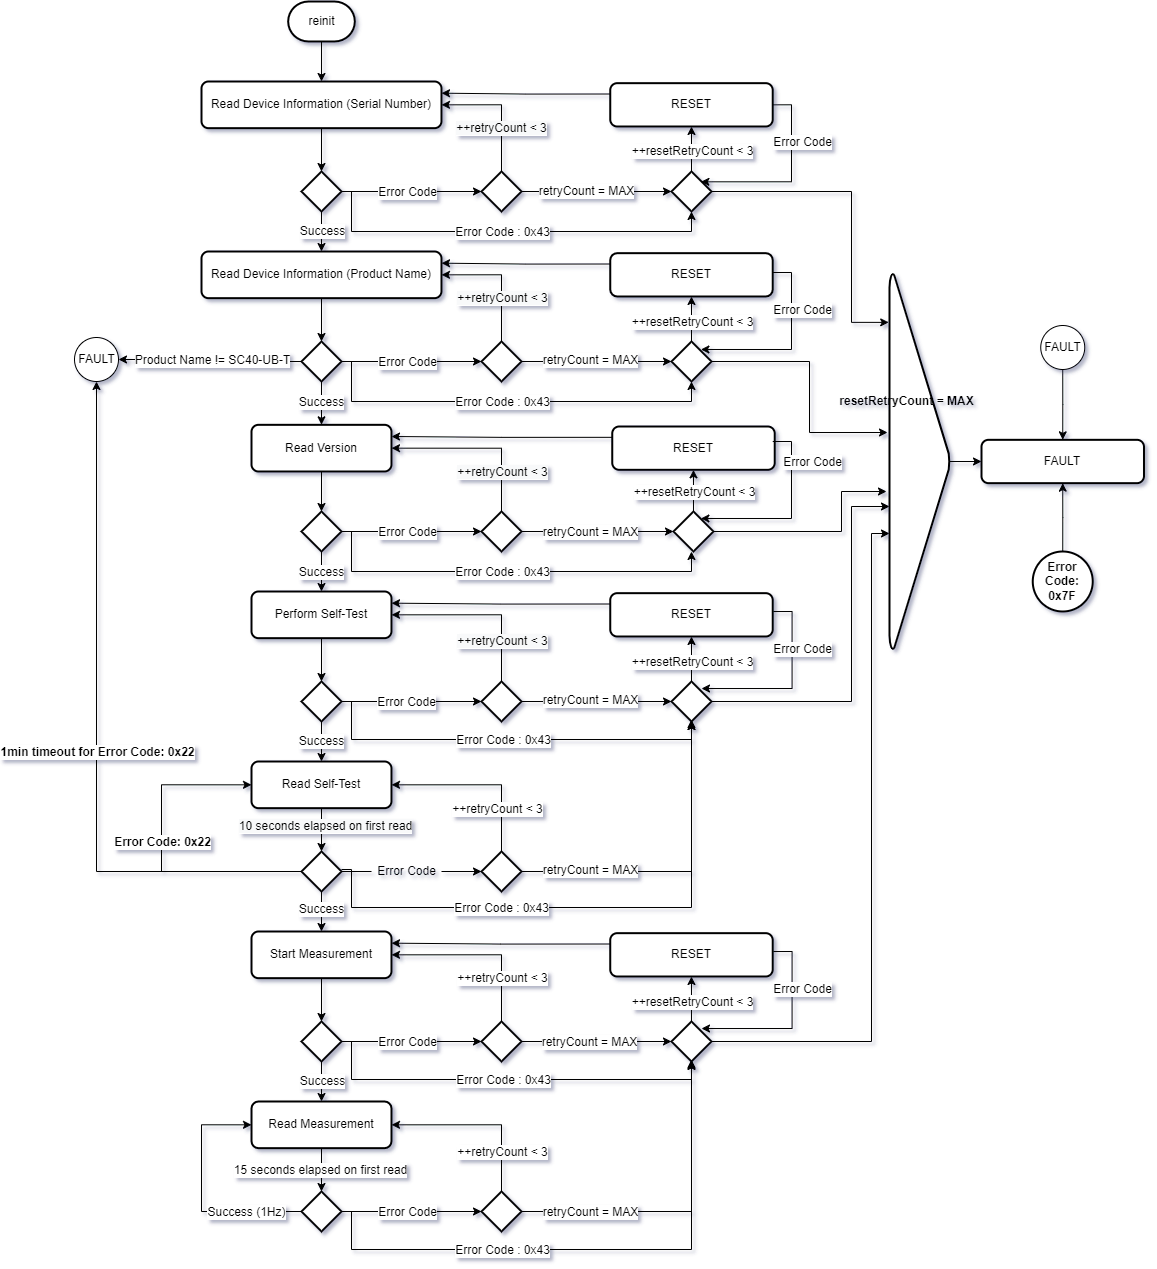 reinit
Read Device Information (Serial Number)
RESET
++retryCount < 3
Error Code
++resetRetryCount < 3
Error Code
retryCount = MAX
Success
Error Code : 0x43
Read Device Information (Product Name)
RESET
++retryCount < 3
Error Code
++resetRetryCount < 3
FAULT
Product Name != SC40-UB-T
Error Code
retryCount = MAX
Success
Error Code : 0x43
resetRetryCount = MAX
FAULT
Read Version
RESET
Error Code
FAULT
++retryCount < 3
++resetRetryCount < 3
Error Code
retryCount = MAX
Success
Error Code : 0x43
Error
Code:
0x7F
Perform Self-Test
RESET
++retryCount < 3
Error Code
++resetRetryCount < 3
Error Code
retryCount = MAX
Success
Error Code : 0x43
1min timeout for Error Code: 0x22
Read Self-Test
++retryCount < 3
10 seconds elapsed on first read
Error Code: 0x22
Error Code
retryCount = MAX
Success
Error Code : 0x43
Start Measurement
RESET
++retryCount < 3
Error Code
++resetRetryCount < 3
Error Code
retryCount = MAX
Success
Error Code : 0x43
Read Measurement
++retryCount < 3
15 seconds elapsed on first read
Success (1Hz)
Error Code
retryCount = MAX
Error Code : 0x43